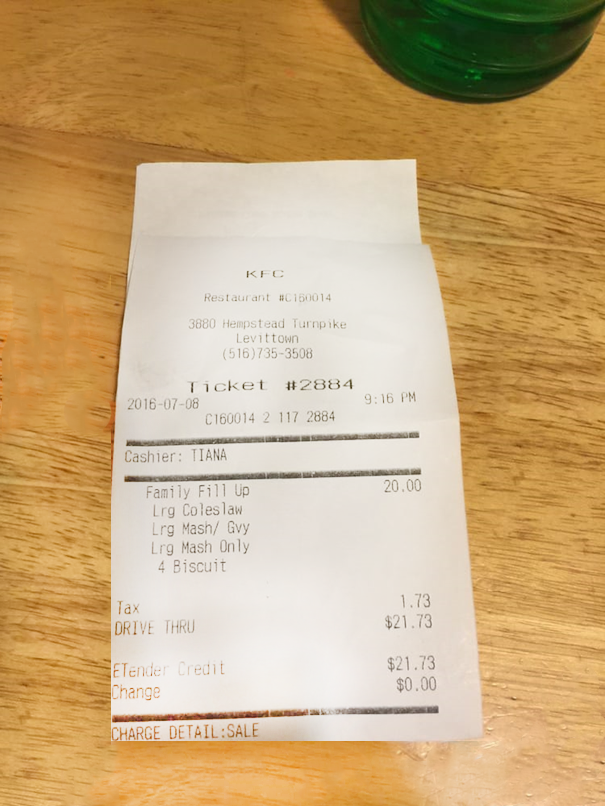 KFC
Restaurant #C160014
3880 Hempstead Turnpike
Levittown
(516)735-3508
Ticket #2884
2016-07-08 9:16 PM
C160014 2 117 2884
Cashier: TIANA
Family Fill Up 20.00
Lrg Coleslaw
Lrg Mash/ Gvy
Lrg Mash Only
4 Biscuit
Tax 1.73
DRIVE THRU $21.73
ETender Credit $21.73
Change $0.00
CHARGE DETAIL:SALE